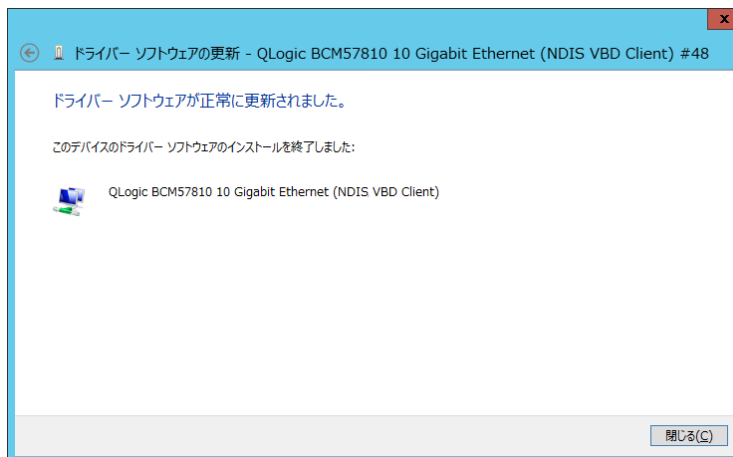 ドライバー ソフトウェアの更新 - QLogic BCM57810 10 Gigabit Ethernet (NDIS VBD Client) #48
ドライバー ソフトウェアが正常に更新されました。
このデバイスのドライバー ソフトウェアのインストールを終了しました:
QLogic BCM57810 10 Gigabit Ethernet (NDIS VBD Client)
閉じる(C)